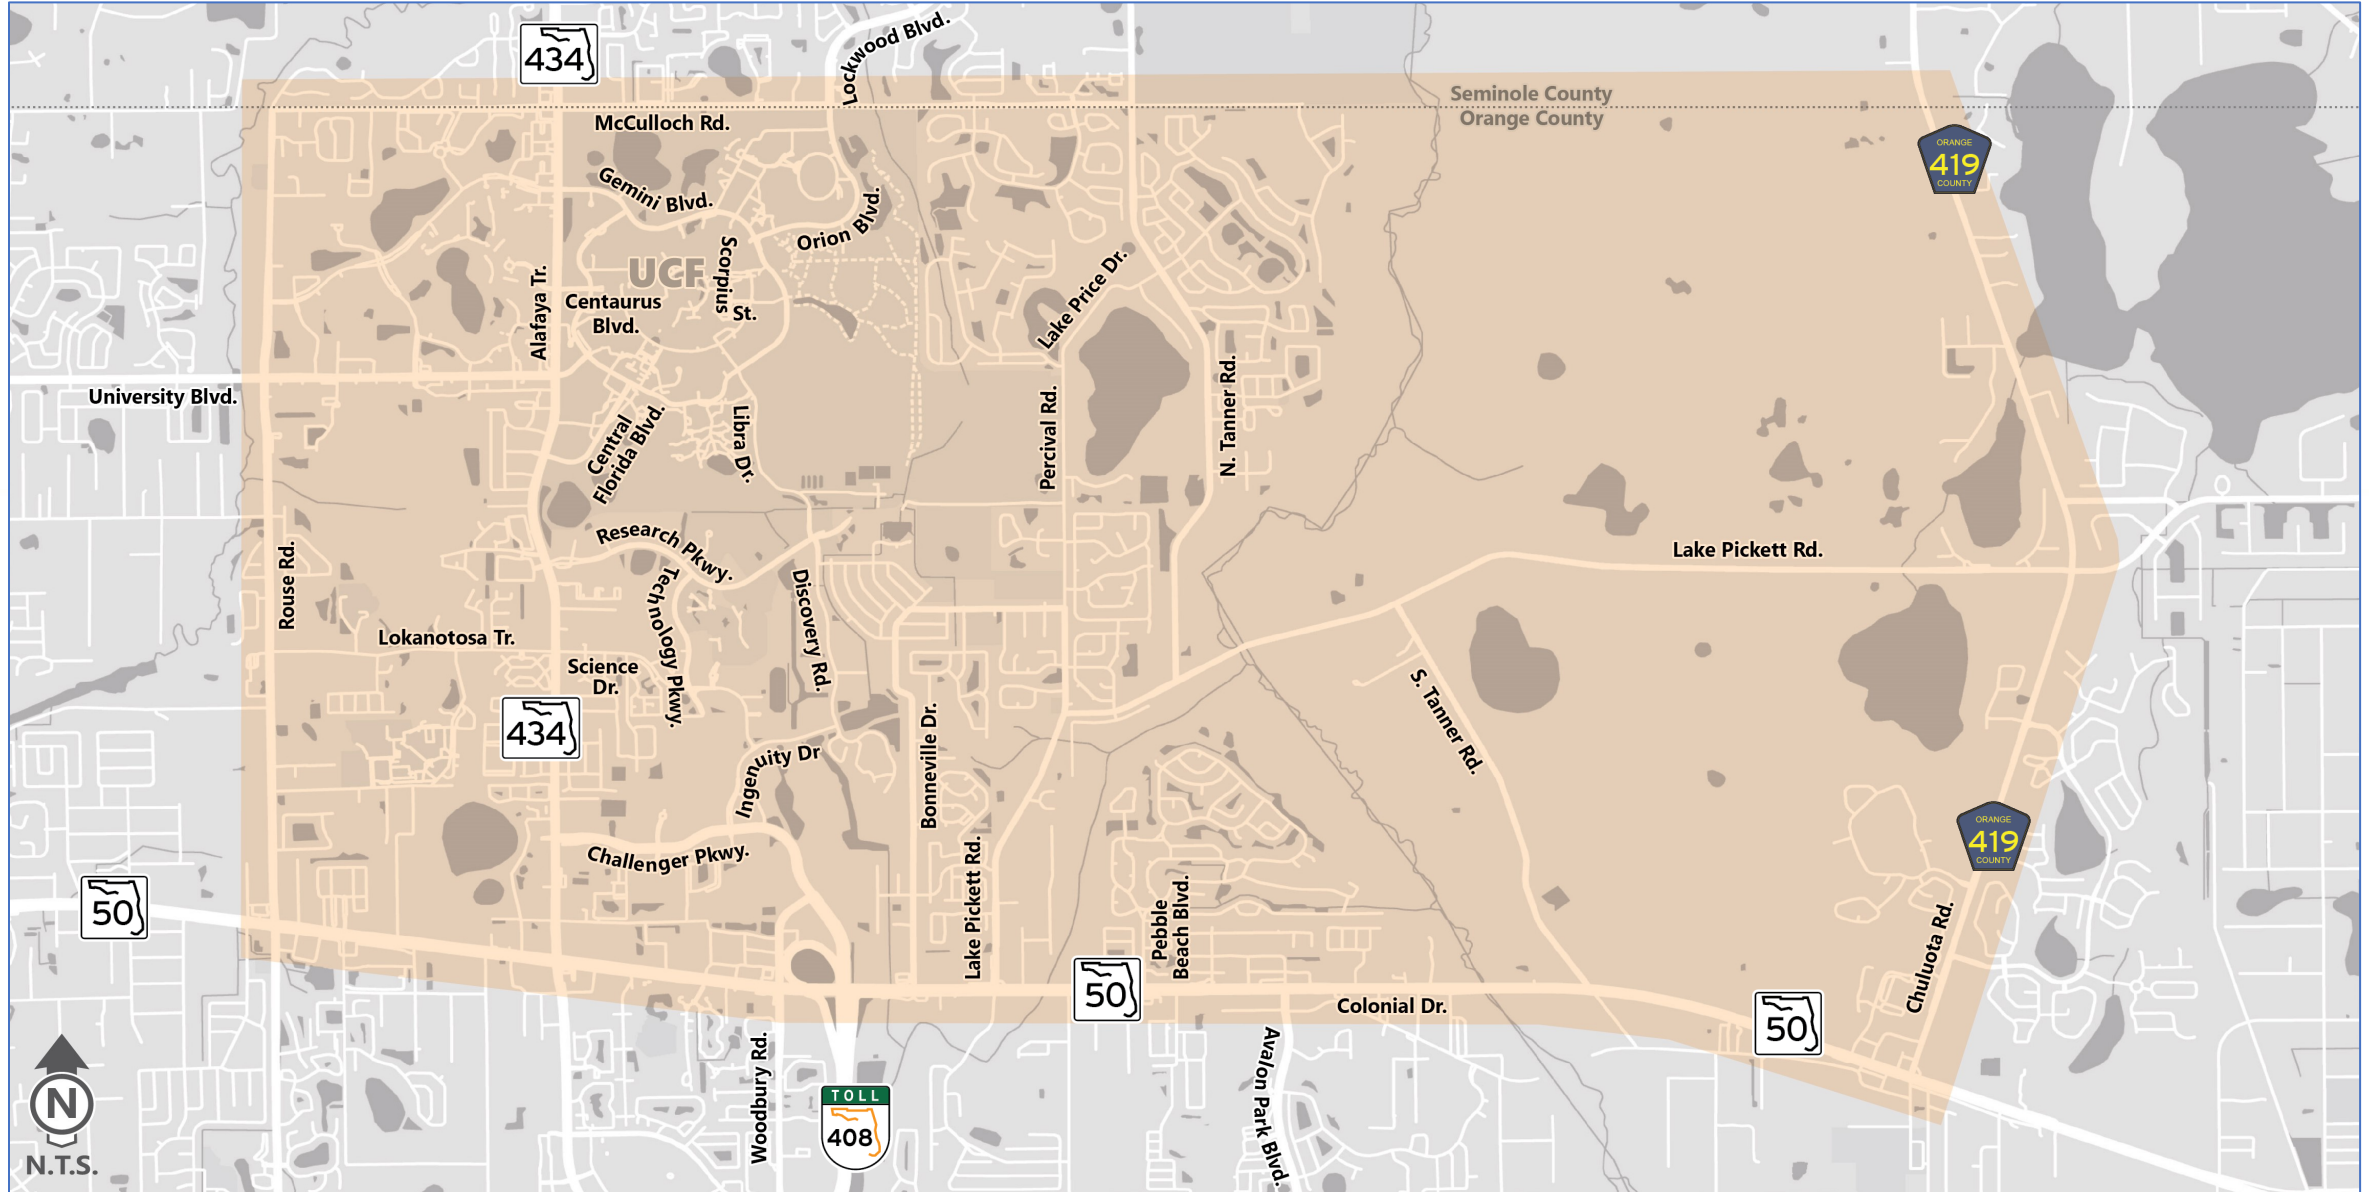 434
Lockwood Blvd.
Seminole County
Orange County
McCulloch Rd.
ORANGE
419
COUNTY
Gemini Blvd.
Orion Blvd.
Scorpius
St.
UCF
Centaurus
Blvd.
Alafaya Tr.
Lake Price Dr.
University Blvd.
Central
Florida Blvd.
Libra Dr.
Percival Rd.
N. Tanner Rd.
Research Pkwy.
Lake Pickett Rd.
Rouse Rd.
Technology Pkwy.
Discovery Rd.
Lokanotosa Tr.
Science
Dr.
434
S. Tanner Rd.
Ingenuity Dr
Bonneville Dr.
ORANGE
419
COUNTY
Challenger Pkwy.
Lake Pickett Rd.
Pebble
Beach Blvd.
Chuluota Rd.
50
50
Colonial Dr.
50
Woodbury Rd.
Avalon Park Blvd.
TOLL
408
N
N.T.S.